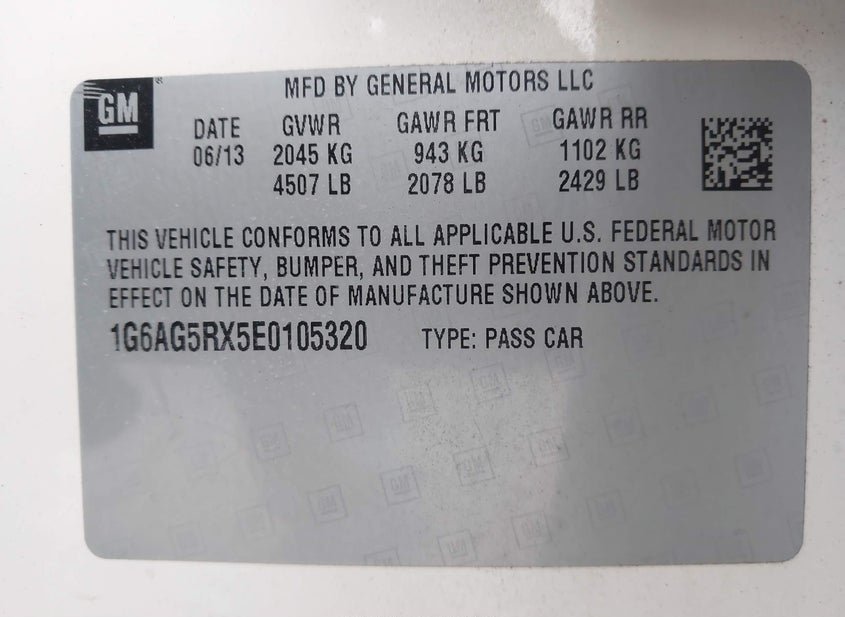 GM
MFD BY GENERAL MOTORS LLC
DATE GVWR GAWR FRT GAWR RR
06/13 2045 KG 943 KG 1102 KG
4507 LB 2078 LB 2429 LB
THIS VEHICLE CONFORMS TO ALL APPLICABLE U.S. FEDERAL MOTOR
VEHICLE SAFETY, BUMPER, AND THEFT PREVENTION STANDARDS IN
EFFECT ON THE DATE OF MANUFACTURE SHOWN ABOVE.
1G6AG5RX5E0105320 TYPE: PASS CAR